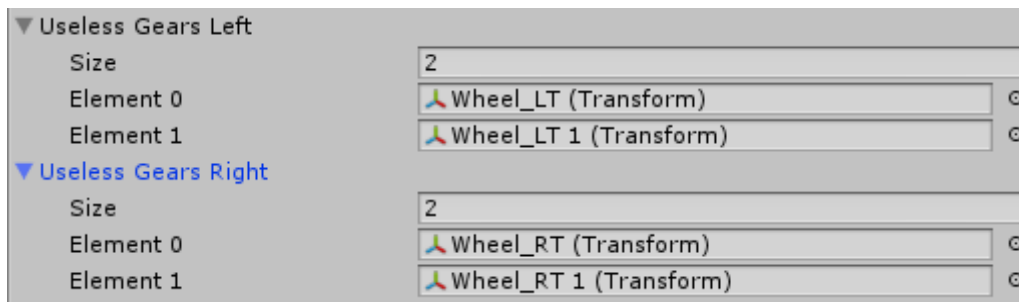 Useless Gears Left
Size 2
Element 0 Wheel_LT (Transform)
Element 1 Wheel_LT 1 (Transform)
Useless Gears Right
Size 2
Element 0 Wheel_RT (Transform)
Element 1 Wheel_RT 1 (Transform)